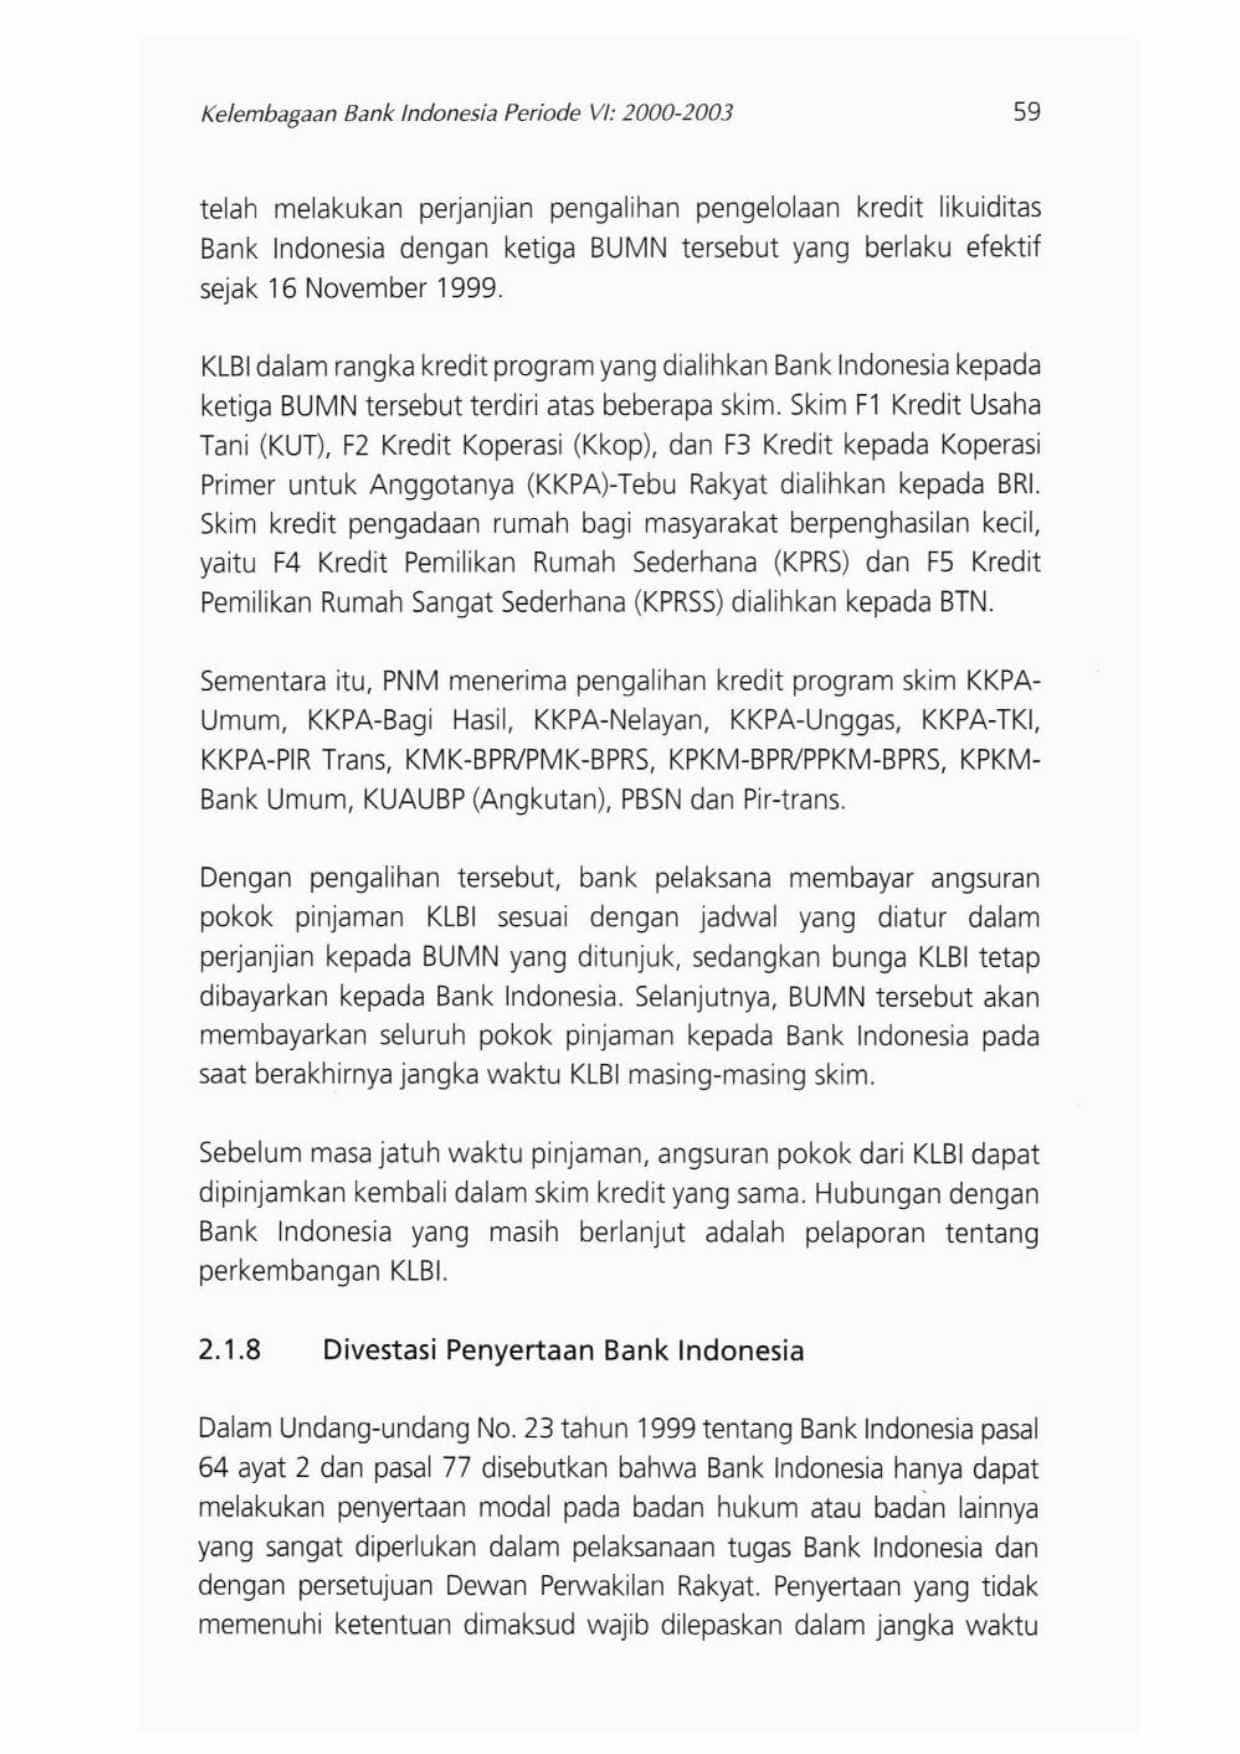 Kelembagaan Bank Indonesia Periode VI: 2000-2003 59
telah melakukan perjanjian pengalihan pengelolaan kredit likuiditas
Bank Indonesia dengan ketiga BUMN tersebut yang berlaku efektif
sejak 16 November 1999.
KLBI dalam rangka kredit program yang dialihkan Bank Indonesia kepada
ketiga BUMN tersebut terdiri atas beberapa skim. Skim F1 Kredit Usaha
Tani (KUT), F2 Kredit Koperasi (Kkop), dan F3 Kredit kepada Koperasi
Primer untuk Anggotanya (KKPA)-Tebu Rakyat dialihkan kepada BRI.
Skim kredit pengadaan rumah bagi masyarakat berpenghasilan kecil,
yaitu F4 Kredit Pemilikan Rumah Sederhana (KPRS) dan F5 Kredit
Pemilikan Rumah Sangat Sederhana (KPRSS) dialihkan kepada BTN.
Sementara itu, PNM menerima pengalihan kredit program skim KKPA-
Umum, KKPA-Bagi Hasil, KKPA-Nelayan, KKPA-Unggas, KKPA-TKI,
KKPA-PIR Trans, KMK-BPR/PMK-BPRS, KPKM-BPR/PPKM-BPRS, KPKM-
Bank Umum, KUAUBP (Angkutan), PBSN dan Pir-trans.
Dengan pengalihan tersebut, bank pelaksana membayar angsuran
pokok pinjaman KLBI sesuai dengan jadwal yang diatur dalam
perjanjian kepada BUMN yang ditunjuk, sedangkan bunga KLBI tetap
dibayarkan kepada Bank Indonesia. Selanjutnya, BUMN tersebut akan
membayarkan seluruh pokok pinjaman kepada Bank Indonesia pada
saat berakhirnya jangka waktu KLBI masing-masing skim.
Sebelum masa jatuh waktu pinjaman, angsuran pokok dari KLBI dapat
dipinjamkan kembali dalam skim kredit yang sama. Hubungan dengan
Bank Indonesia yang masih berlanjut adalah pelaporan tentang
perkembangan KLBI.
2.1.8 Divestasi Penyertaan Bank Indonesia
Dalam Undang-undang No. 23 tahun 1999 tentang Bank Indonesia pasal
64 ayat 2 dan pasal 77 disebutkan bahwa Bank Indonesia hanya dapat
melakukan penyertaan modal pada badan hukum atau badan lainnya
yang sangat diperlukan dalam pelaksanaan tugas Bank Indonesia dan
dengan persetujuan Dewan Perwakilan Rakyat. Penyertaan yang tidak
memenuhi ketentuan dimaksud wajib dilepaskan dalam jangka waktu